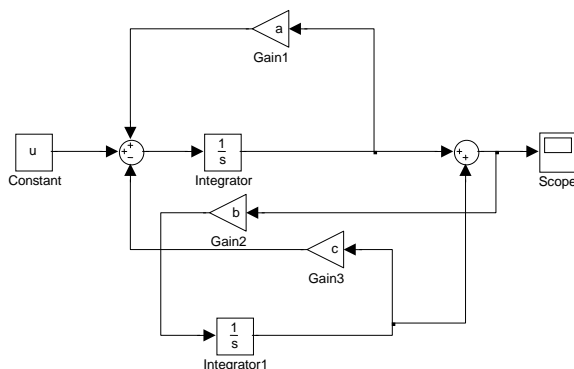 a
Gain1
+
+
−
u
Constant
1
s
Integrator
+
+
Scope
b
Gain2
c
Gain3
1
s
Integrator1